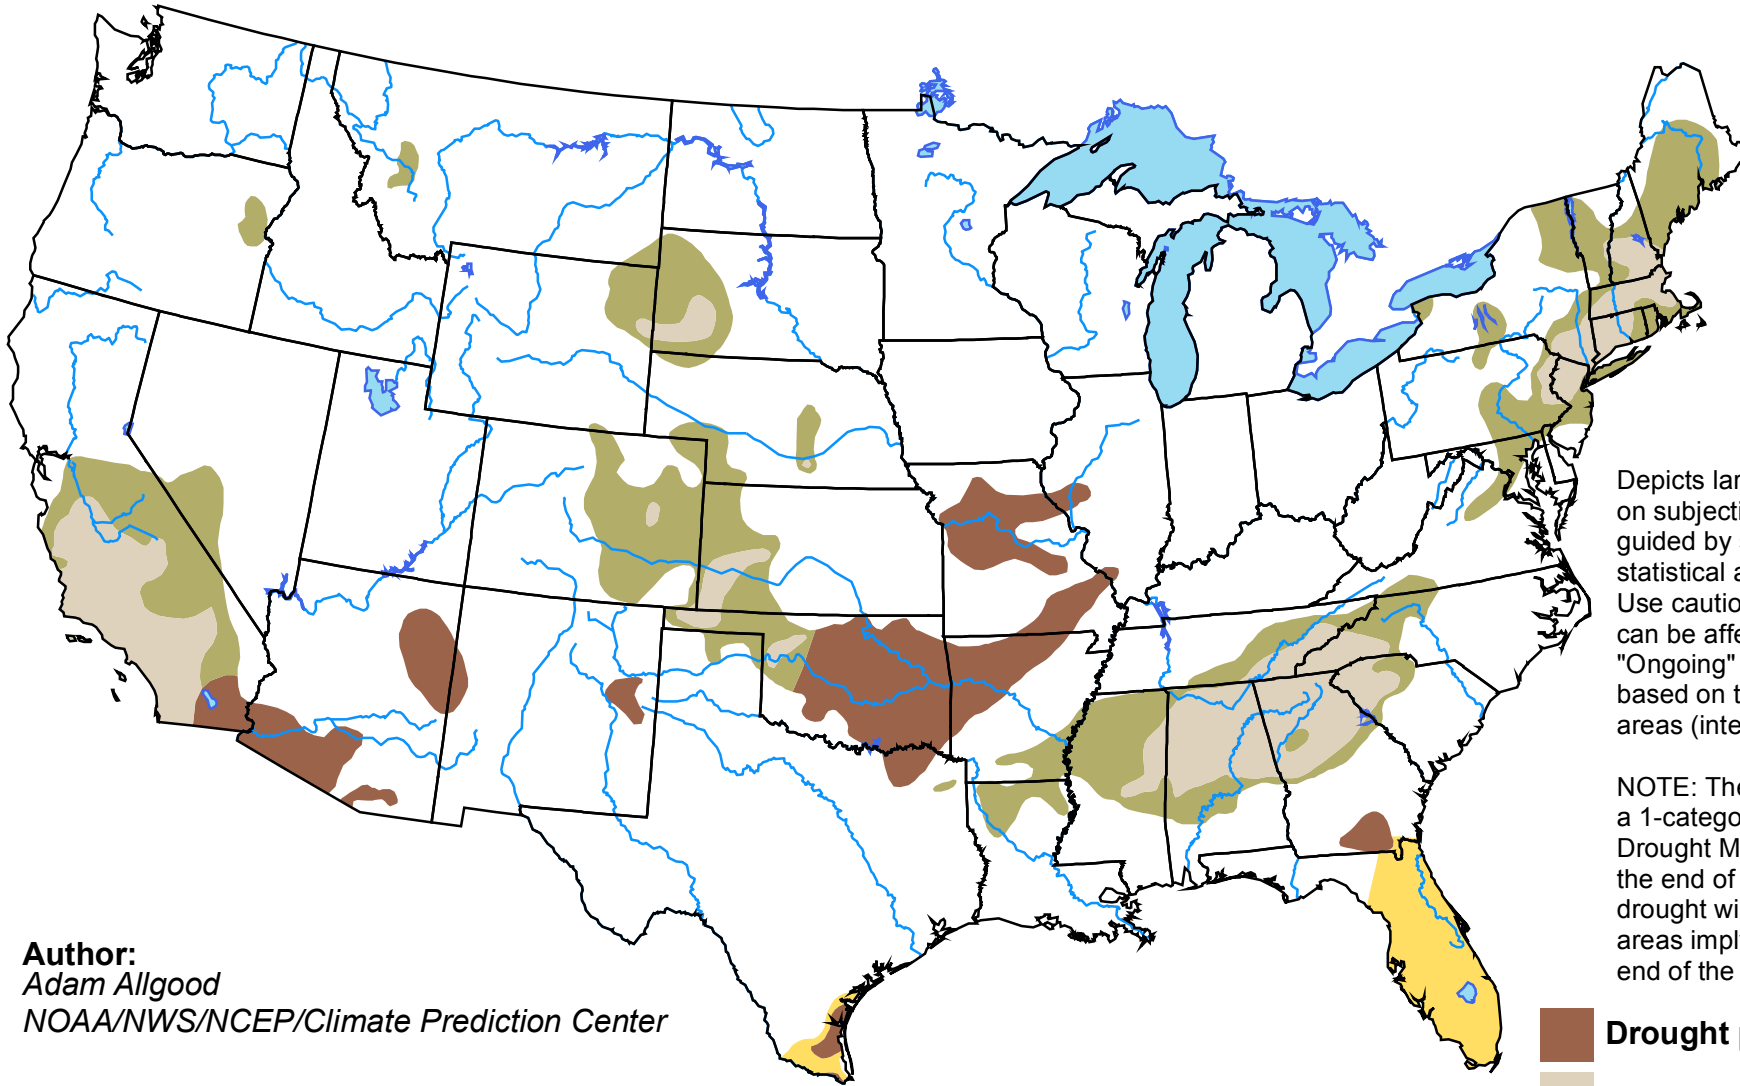 Depicts lar
on subjecti
guided by
statistical a
Use cautio
can be affe
"Ongoing"
based on t
areas (inte
NOTE: The
a 1-catego
Drought M
the end of
drought wi
areas imply
end of the
Author:
Adam Allgood
NOAA/NWS/NCEP/Climate Prediction Center
Drought p